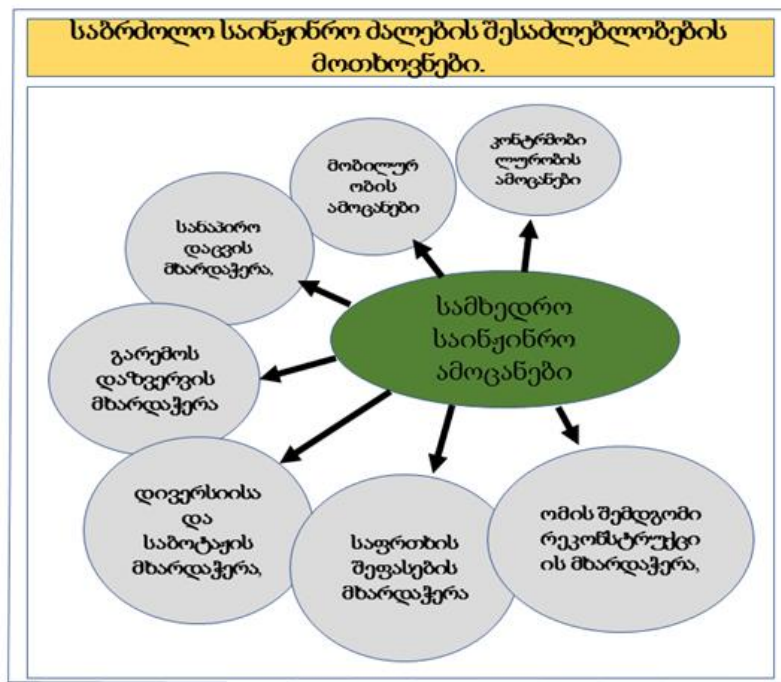 საბრძოლო საინჟინრო ძალების შესაძლებლობების
მოთხოვნები.
კონტრმობი
ლურობის
ამოცანები
მობილურ
ობის
ამოცანები
სანაპირო
დაცვის
მხარდაჭერა,
გარემოს
დაზვერვის
მხარდაჭერა
დივერსიისა
და
საბოტაჟის
მხარდაჭერა,
საფრთხის
შეფასების
მხარდაჭერა
ომის შემდგომი
რეკონსტრუქცი
ის მხარდაჭერა,
სამხედრო
საინჟინრო
ამოცანები